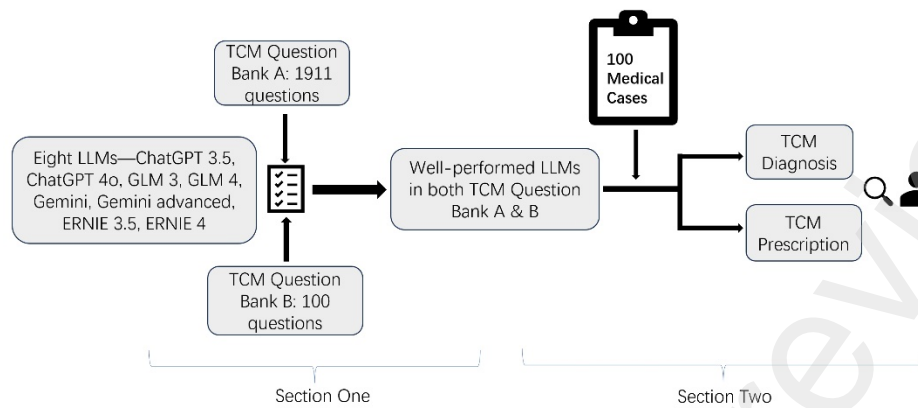 TCM Question
Bank A: 1911
questions
Eight LLMs—ChatGPT 3.5,
ChatGPT 4o, GLM 3, GLM 4,
Gemini, Gemini advanced,
ERNIE 3.5, ERNIE 4
TCM Question
Bank B: 100
questions
Well-performed LLMs
in both TCM Question
Bank A & B
100
Medical
Cases
TCM
Diagnosis
TCM
Prescription
Section One
Section Two